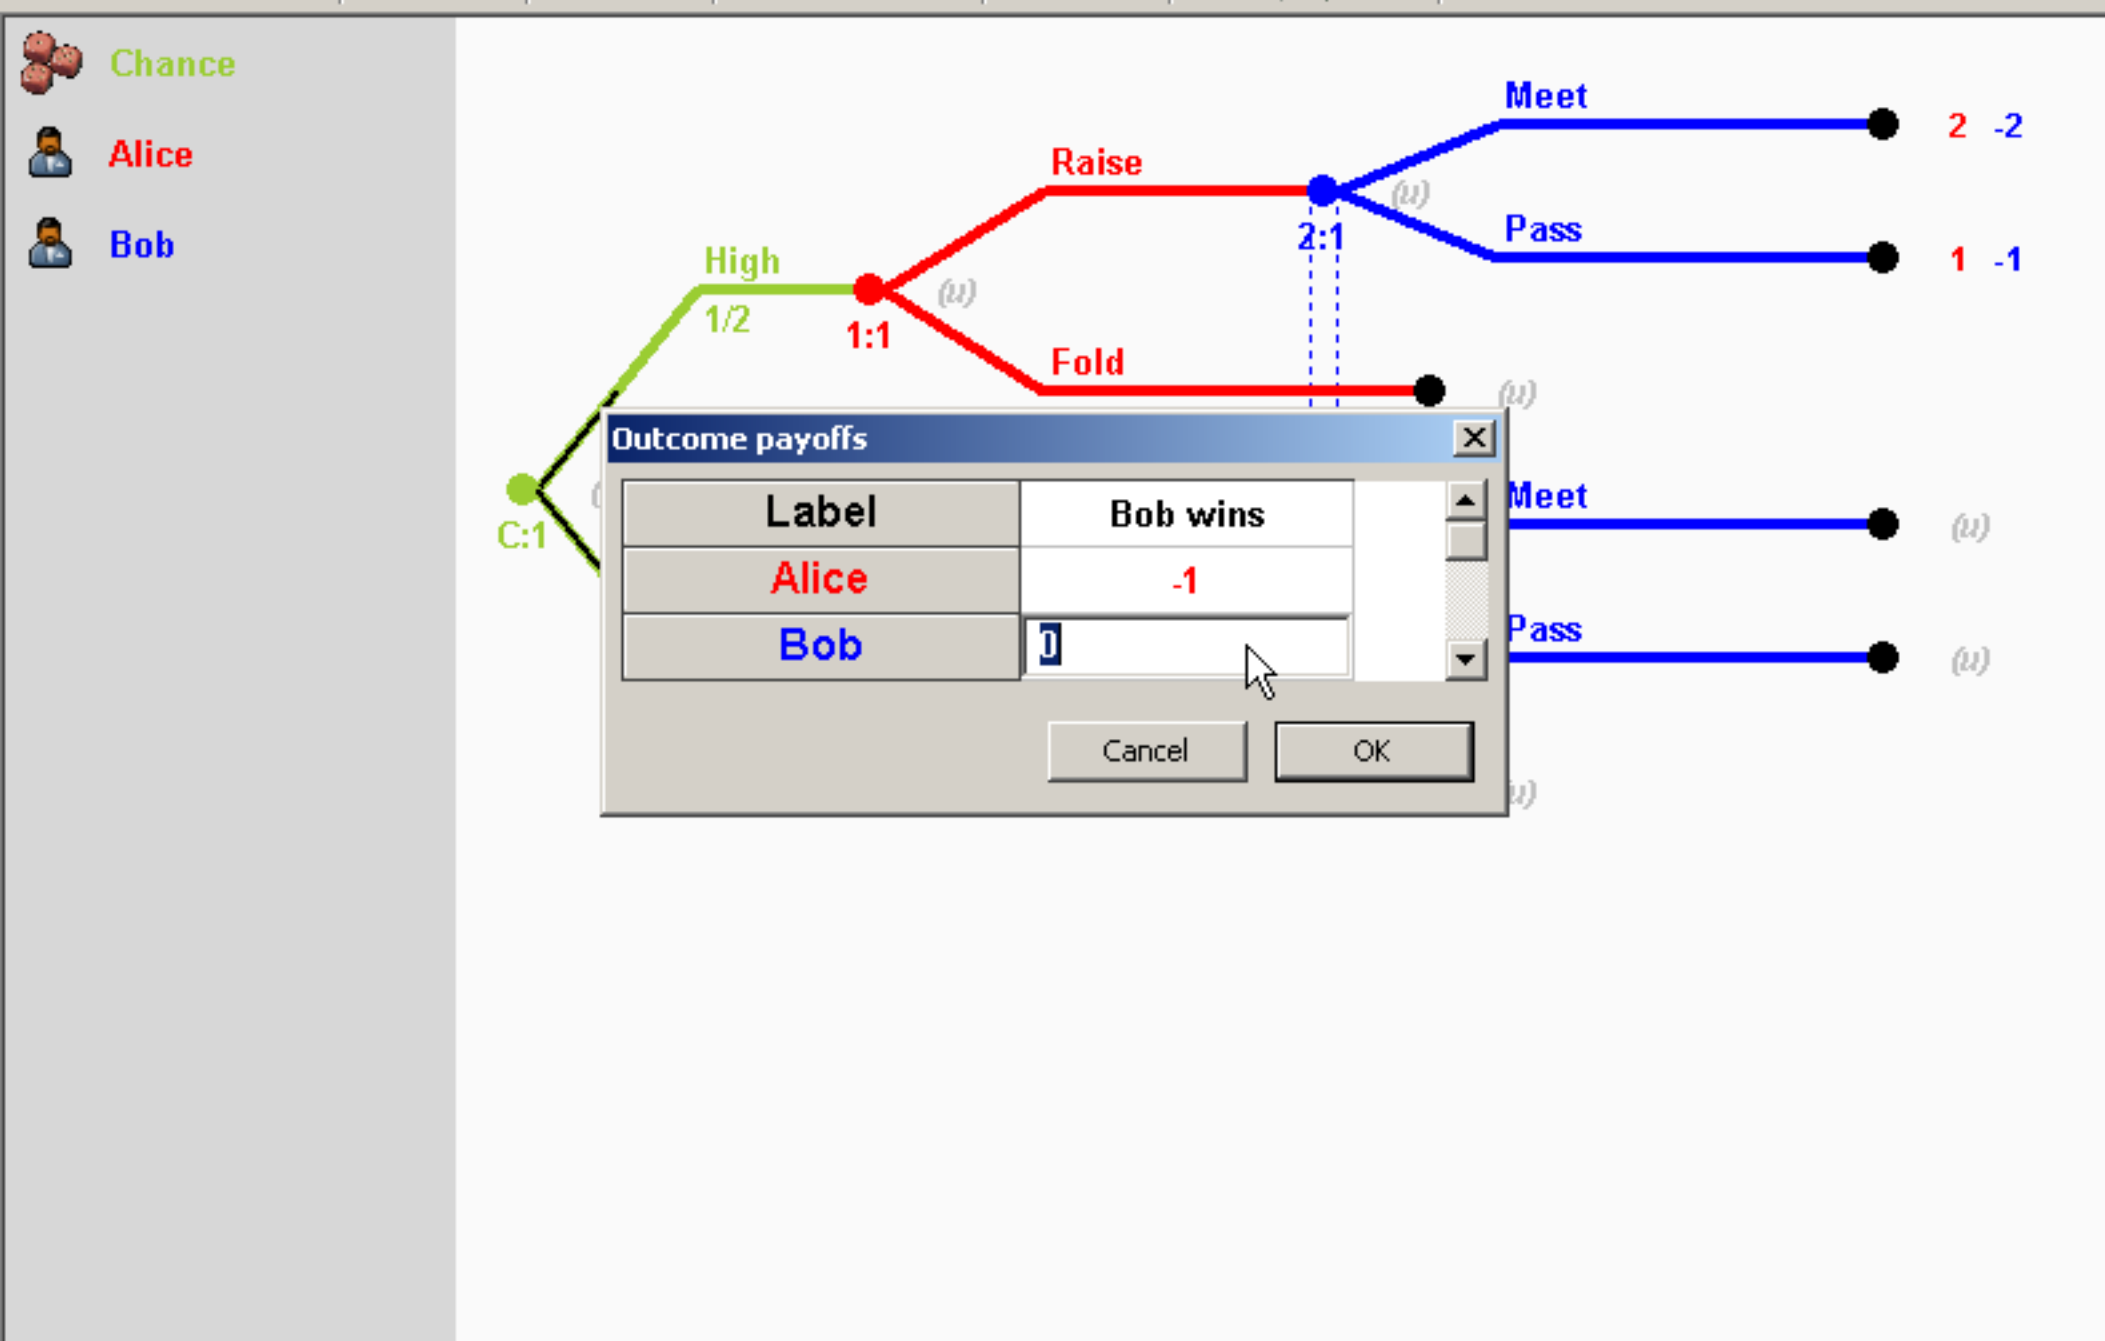 Chance
Alice
Bob
Meet
2 -2
Raise
(u)
Pass
2:1
1 -1
High
(u)
1/2
1:1
Fold
(u)
Outcome payoffs
Label Bob wins
Meet
(u)
C:1
Alice -1
Bob 0
Pass
(u)
Cancel OK
u)